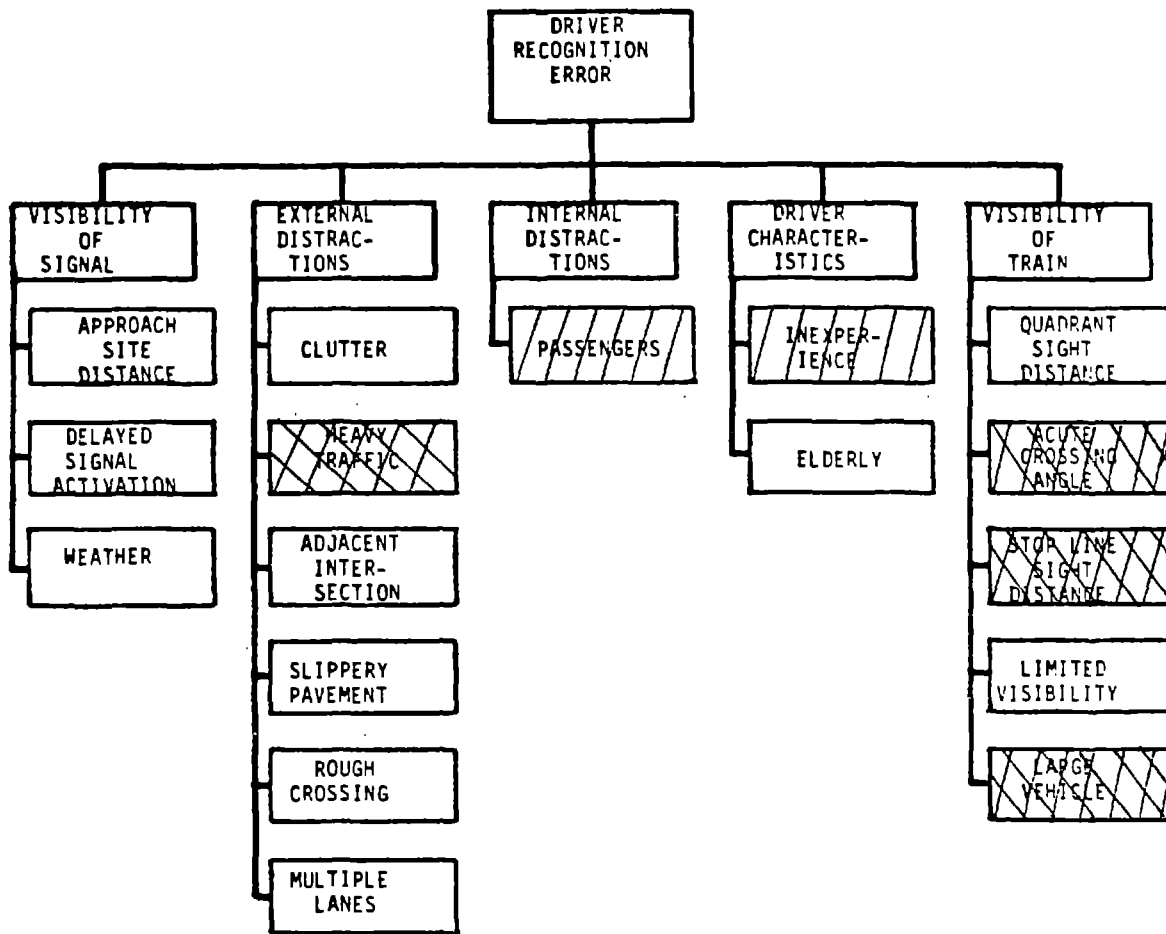 DRIVER
RECOGNITION
ERROR
VISIBILITY
OF
SIGNAL
EXTERNAL
DISTRAC-
TIONS
INTERNAL
DISTRAC-
TIONS
DRIVER
CHARACTER-
ISTICS
VISIBILITY
OF
TRAIN
APPROACH
SITE
DISTANCE
DELAYED
SIGNAL
ACTIVATION
WEATHER
CLUTTER
HEAVY
TRAFFIC
ADJACENT
INTER-
SECTION
SLIPPERY
PAVEMENT
ROUGH
CROSSING
MULTIPLE
LANES
PASSENGERS
INEXPER-
IENCE
ELDERLY
QUADRANT
SIGHT
DISTANCE
ACUTE
CROSSING
ANGLE
STOP LINE
SIGHT
DISTANCE
LIMITED
VISIBILITY
LARGE
VEHICLE